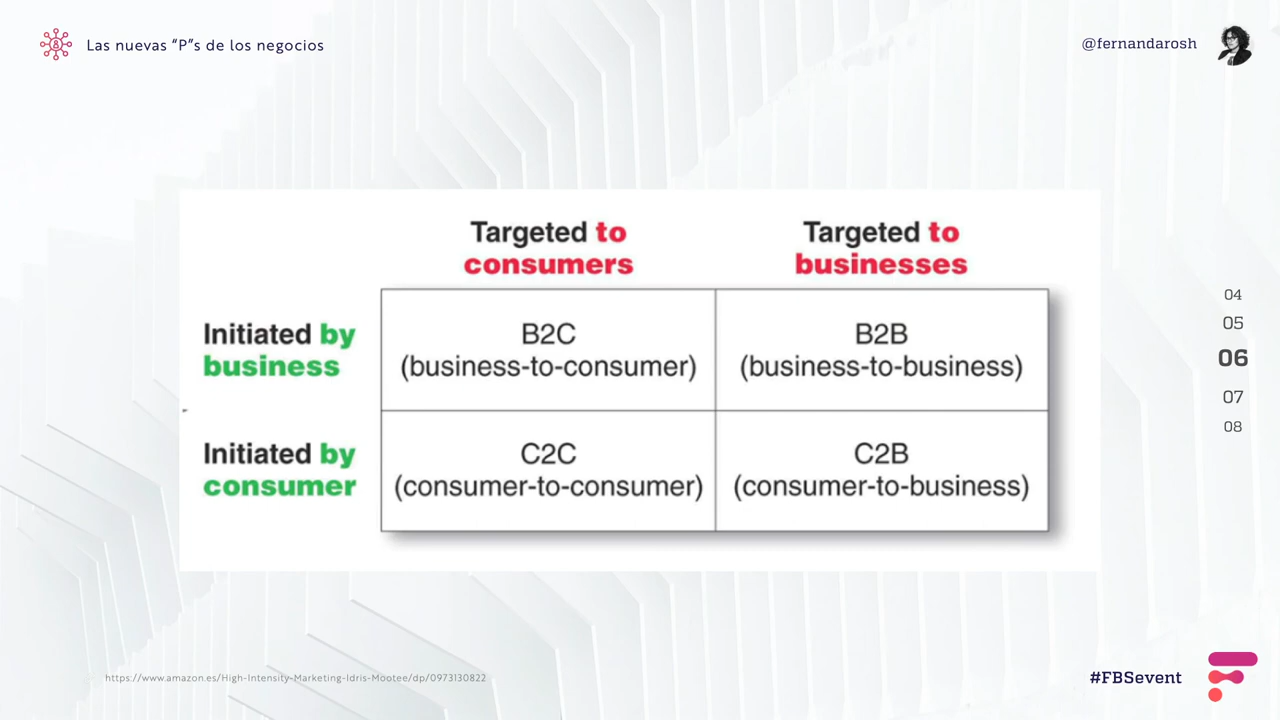 Las nuevas “P”s de los negocios
@fernandarosh
Targeted to
consumers
Targeted to
businesses
Initiated by
business
B2C
(business-to-consumer)
B2B
(business-to-business)
Initiated by
consumer
C2C
(consumer-to-consumer)
C2B
(consumer-to-business)
04
05
06
07
08
https://www.amazon.es/High-Intensity-Marketing-Idris-Mootee/dp/0973130822
#FBSevent